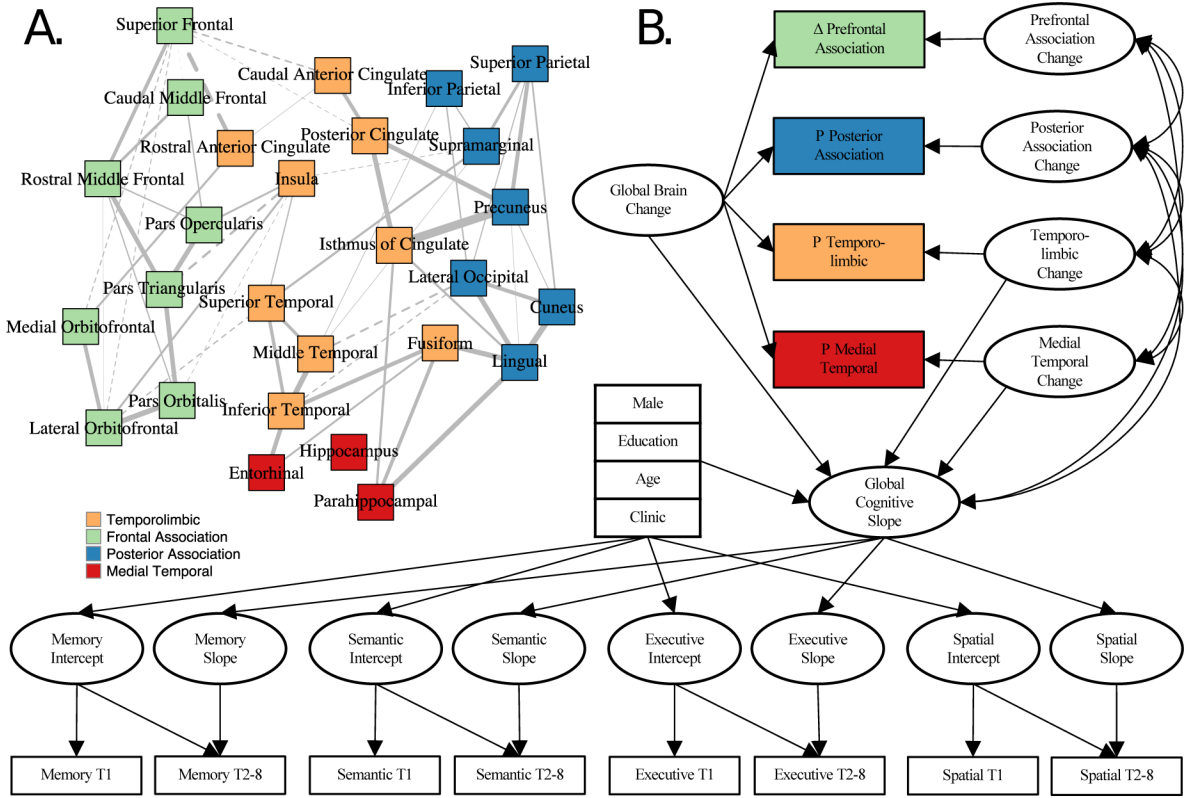 A.
Superior Frontal
Caudal Anterior Cingulate
Superior Parietal
Inferior Parietal
Caudal Middle Frontal
Posterior Cingulate
Rostral Anterior Cingulate
Supramarginal
Rostral Middle Frontal
Insula
Precuneus
Pars Opercularis
Isthmus of Cingulate
Lateral Occipital
Pars Triangularis
Superior Temporal
Cuneus
Medial Orbitofrontal
Middle Temporal
Fusiform
Lingual
Pars Orbitalis
Inferior Temporal
Lateral Orbitofrontal
Hippocampus
Entorhinal
Parahippocampal
Temporolimbic
Frontal Association
Posterior Association
Medial Temporal
B.
Δ Prefrontal
Association
Prefrontal
Association
Change
P Posterior
Association
Posterior
Association
Change
Global Brain
Change
P Temporo-
limbic
Temporo-
limbic
Change
P Medial
Temporal
Medial
Temporal
Change
Male
Education
Age
Clinic
Global
Cognitive
Slope
Memory
Intercept
Memory
Slope
Semantic
Intercept
Semantic
Slope
Executive
Intercept
Executive
Slope
Spatial
Intercept
Spatial
Slope
Memory T1
Memory T2-8
Semantic T1
Semantic T2-8
Executive T1
Executive T2-8
Spatial T1
Spatial T2-8